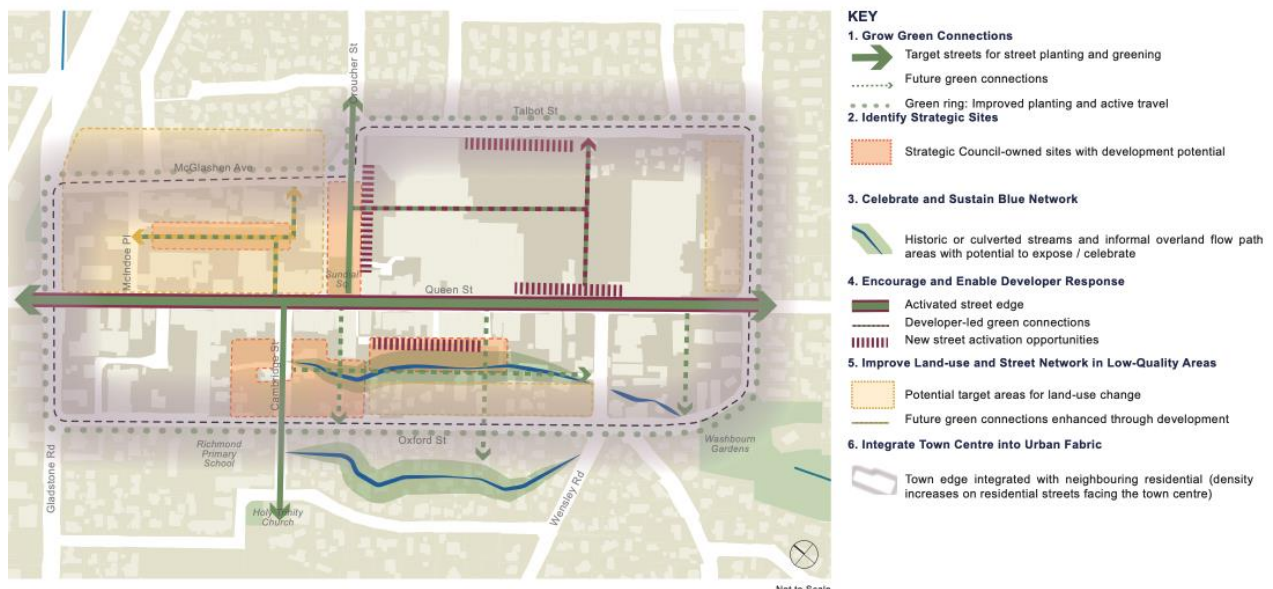 Croucher St
Talbot St
McGlashen Ave
McIndoe Pl
Sundial
Sq
Queen St
Cambridge St
Oxford St
Richmond
Primary
School
Washbourn
Gardens
Gladstone Rd
Wensley Rd
Holy Trinity
Church
Not to Scale
KEY
1. Grow Green Connections
Target streets for street planting and greening
Future green connections
Green ring: Improved planting and active travel
2. Identify Strategic Sites
Strategic Council-owned sites with development potential
3. Celebrate and Sustain Blue Network
Historic or culverted streams and informal overland flow path
areas with potential to expose / celebrate
4. Encourage and Enable Developer Response
Activated street edge
Developer-led green connections
New street activation opportunities
5. Improve Land-use and Street Network in Low-Quality Areas
Potential target areas for land-use change
Future green connections enhanced through development
6. Integrate Town Centre into Urban Fabric
Town edge integrated with neighbouring residential (density
increases on residential streets facing the town centre)